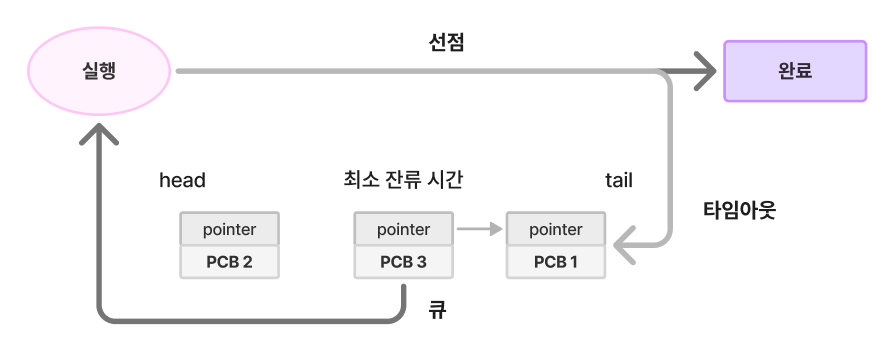 선점
실행
완료
head
최소 잔류 시간
tail
타임아웃
pointer
pointer
pointer
PCB 2
PCB 3
PCB 1
큐